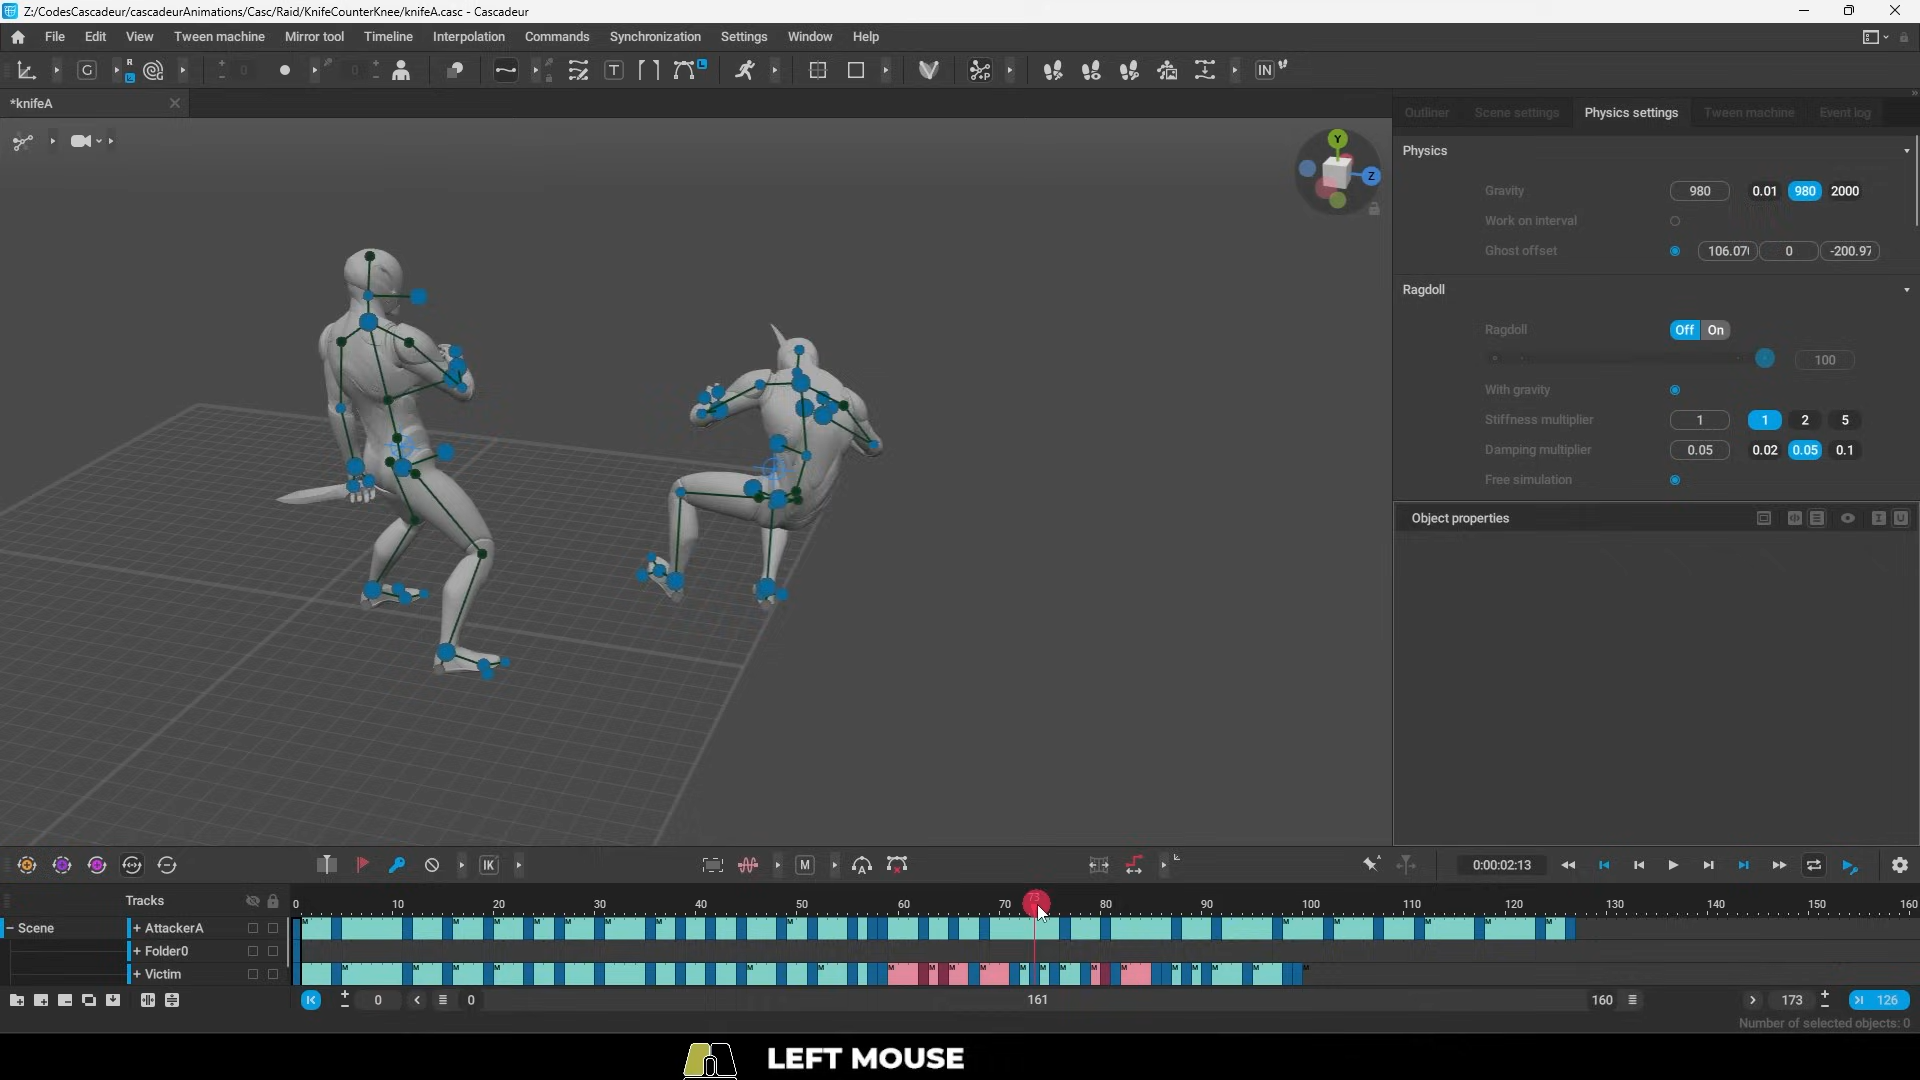 Z:/CodesCascadeur/cascadeurAnimations/Casc/Raid/KnifeCounterKnee/knifeA.casc - Cascadeur
File Edit View Tween machine Mirror tool Timeline Interpolation Commands Synchronization Settings Window Help
*knifeA
Outliner Scene settings Physics settings Tween machine Event log
Y
Z
Physics
Gravity 980 0.01 980 2000
Work on interval
Ghost offset 106.07 0 -200.97
Ragdoll
Ragdoll Off On
100
With gravity
Stiffness multiplier 1 1 2 5
Damping multiplier 0.05 0.02 0.05 0.1
Free simulation
Object properties
IK M 0:00:02:13
Tracks 0 10 20 30 40 50 60 70 73 80 90 100 110 120 130 140 150 160
- Scene + AttackerA
+ Folder0
+ Victim
0 0 161 160 173 126
Number of selected objects: 0
LEFT MOUSE